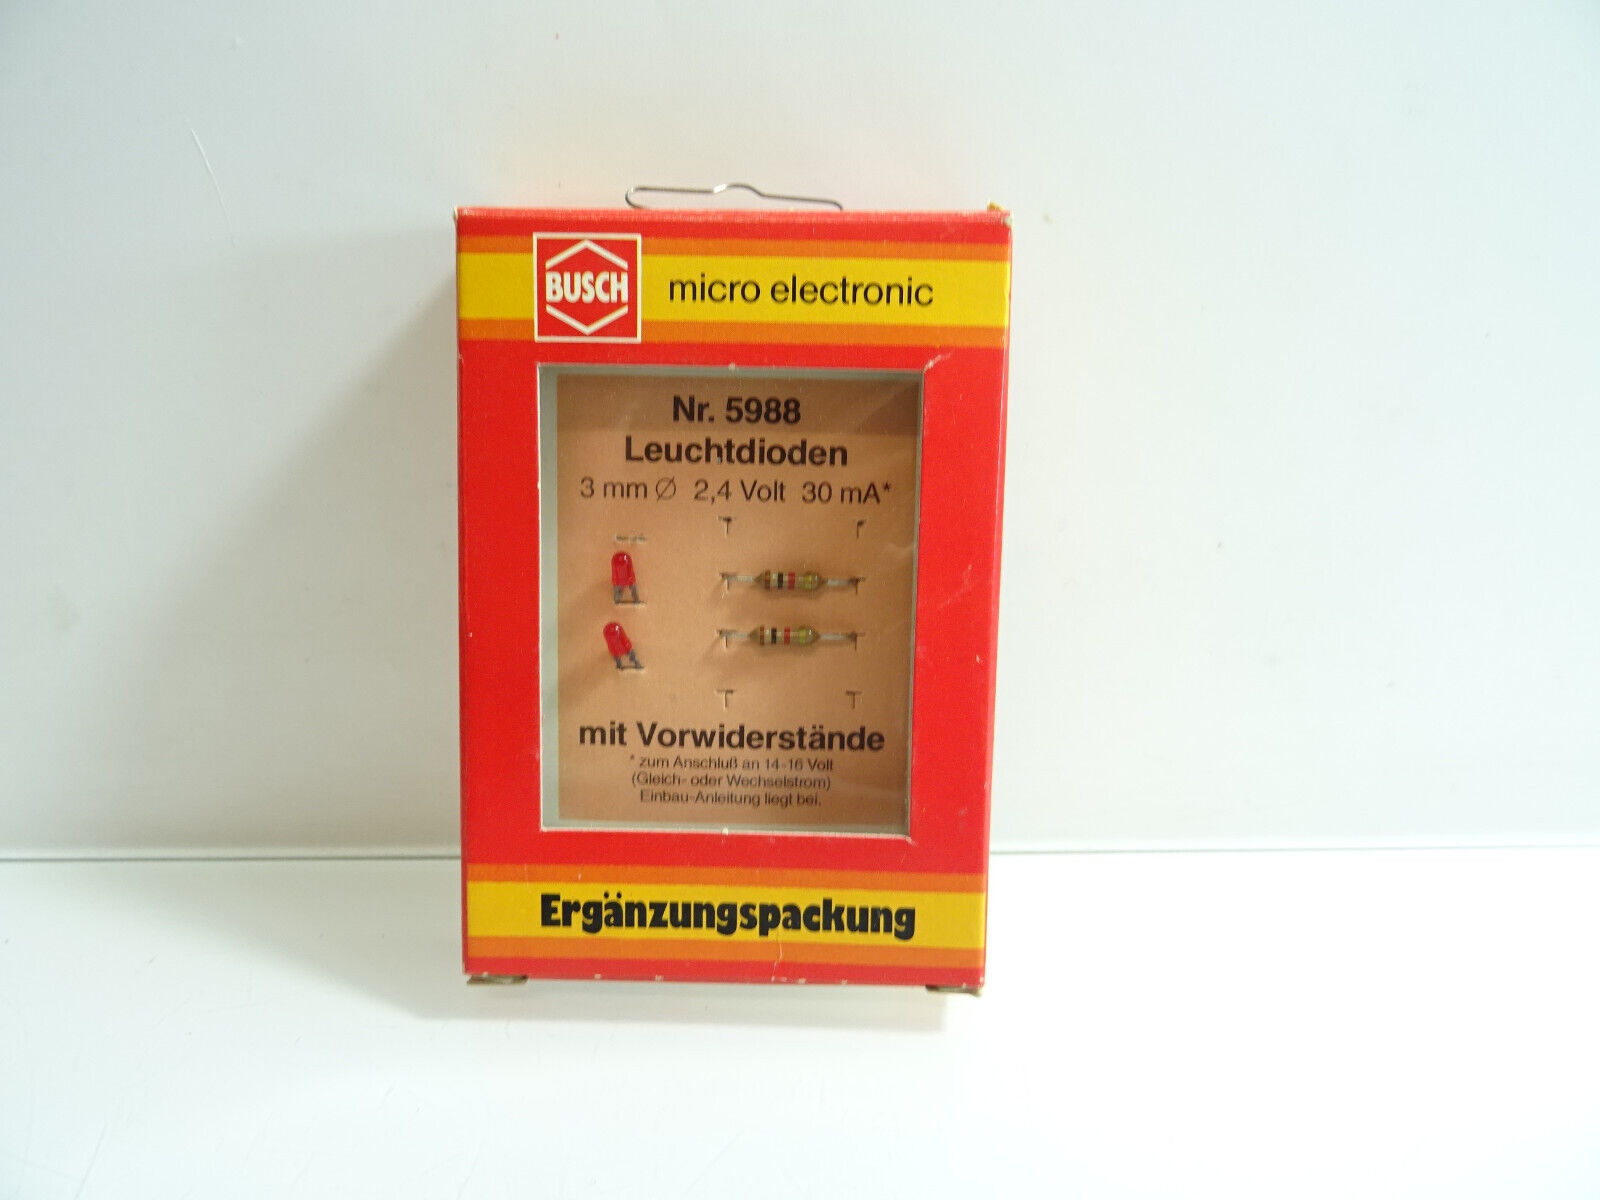 BUSCH
micro electronic
Nr. 5988
Leuchtdioden
3 mm Ø 2,4 Volt 30 mA*
mit Vorwiderstände
* zum Anschluß an 14-16 Volt
(Gleich- oder Wechselstrom)
Einbau-Anleitung liegt bei.
Ergänzungspackung